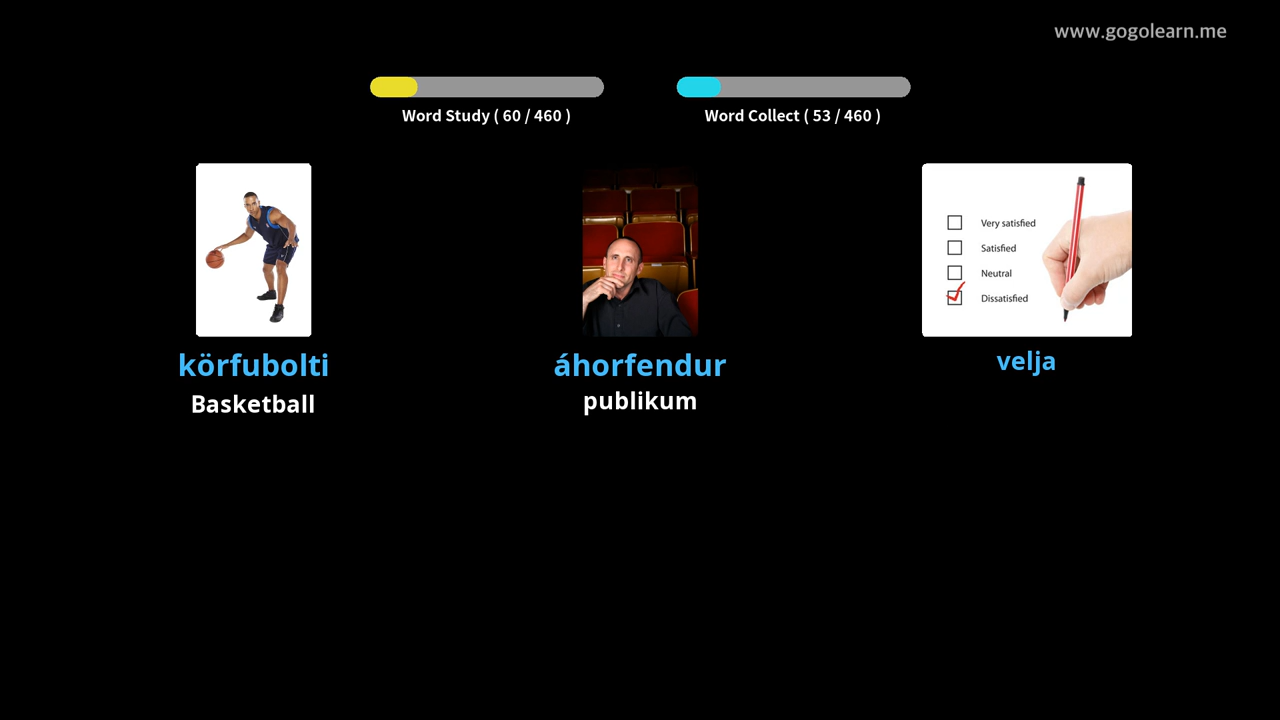 www.gogolearn.me
Word Study ( 60 / 460 )
Word Collect ( 53 / 460 )
Very satisfied
Satisfied
Neutral
Dissatisfied
körfubolti
áhorfendur
velja
Basketball
publikum